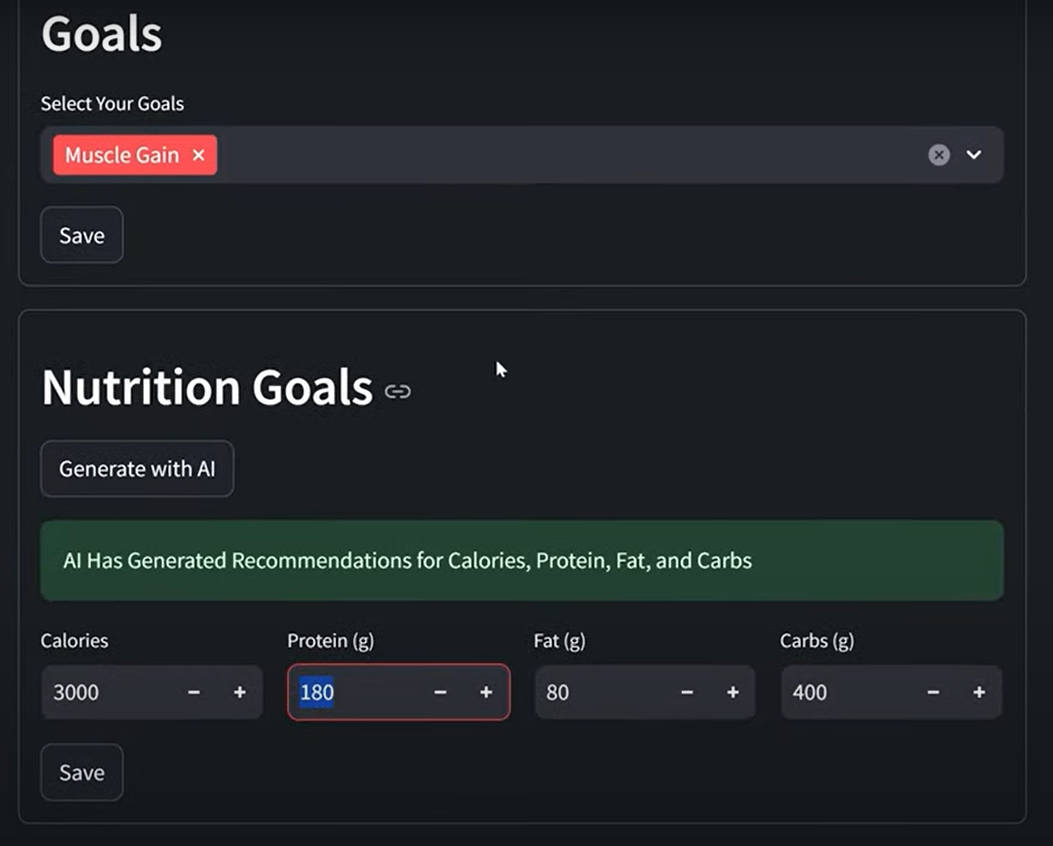 Goals
Select Your Goals
Muscle Gain ×
Save
Nutrition Goals
Generate with AI
AI Has Generated Recommendations for Calories, Protein, Fat, and Carbs
Calories Protein (g) Fat (g) Carbs (g)
3000 − + 180 − + 80 − + 400 − +
Save